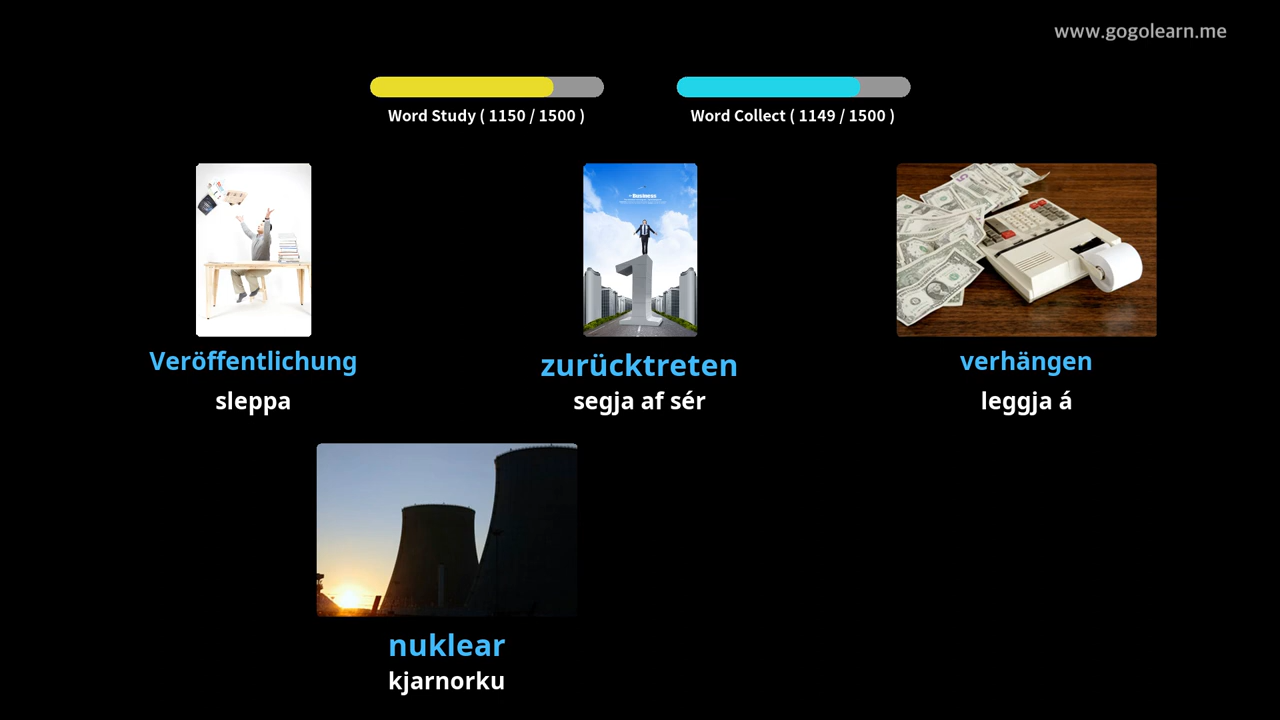 www.gogolearn.me
Word Study ( 1150 / 1500 )
Word Collect ( 1149 / 1500 )
Business
Veröffentlichung
sleppa
zurücktreten
segja af sér
verhängen
leggja á
nuklear
kjarnorku